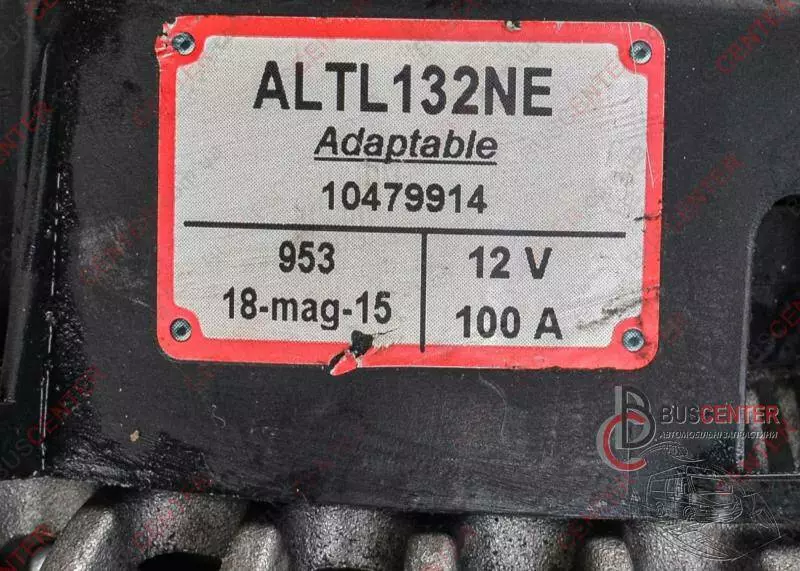 ALTL132NE
Adaptable
10479914
953
12 V
18-mag-15
100 A
BUSCENTER
АВТОМОБІЛЬНІ ЗАПЧАСТИНИ